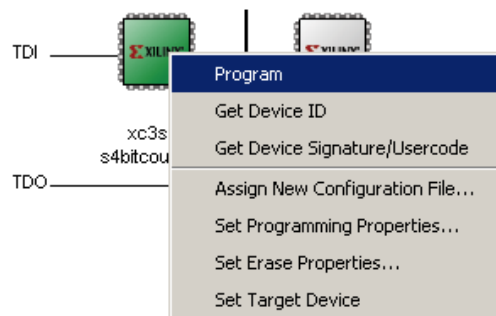 TDI
XILINX
XILINX
Program
Get Device ID
xc3s
Get Device Signature/Usercode
s4bitcou
TDO
Assign New Configuration File...
Set Programming Properties...
Set Erase Properties...
Set Target Device